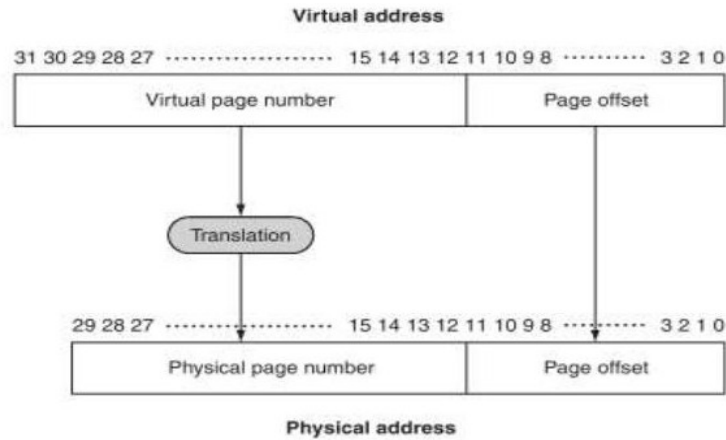 Virtual address
31 30 29 28 27 ................... 15 14 13 12 11 10 9 8 ......... 3 2 1 0
Virtual page number Page offset
Translation
29 28 27 ................... 15 14 13 12 11 10 9 8 ......... 3 2 1 0
Physical page number Page offset
Physical address